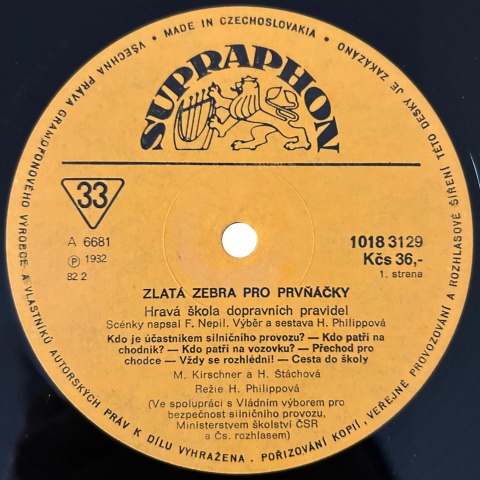 VŠECHNA PRÁVA GRAMOFONOVÉHO VÝROBCE A VLASTNÍKŮ AUTORSKÝCH PRÁV K DÍLU VYHRAŽENA . POŘIZOVÁNÍ KOPIÍ, VEŘEJNÉ PROVOZOVÁNÍ A ROZHLASOVÉ ŠÍŘENÍ TÉTO DESKY JE ZAKÁZÁNO
• MADE IN CZECHOSLOVAKIA •
SUPRAPHON
33
A 6681
Ⓟ 1932
82 2
1018 3129
Kčs 36,-
1. strana
ZLATÁ ZEBRA PRO PRVŇÁČKY
Hravá škola dopravních pravidel
Scénky napsal F. Nepil. Výběr a sestava H. Philippová
Kdo je účastníkem silničního provozu? — Kdo patří na
chodník? — Kdo patří na vozovku? — Přechod pro
chodce — Vždy se rozhlédni! — Cesta do školy
M. Kirschner a H. Štáchová
Režie H. Philippová
(Ve spolupráci s Vládním výborem pro
bezpečnost silničního provozu,
Ministerstvem školství ČSR
a Čs. rozhlasem)